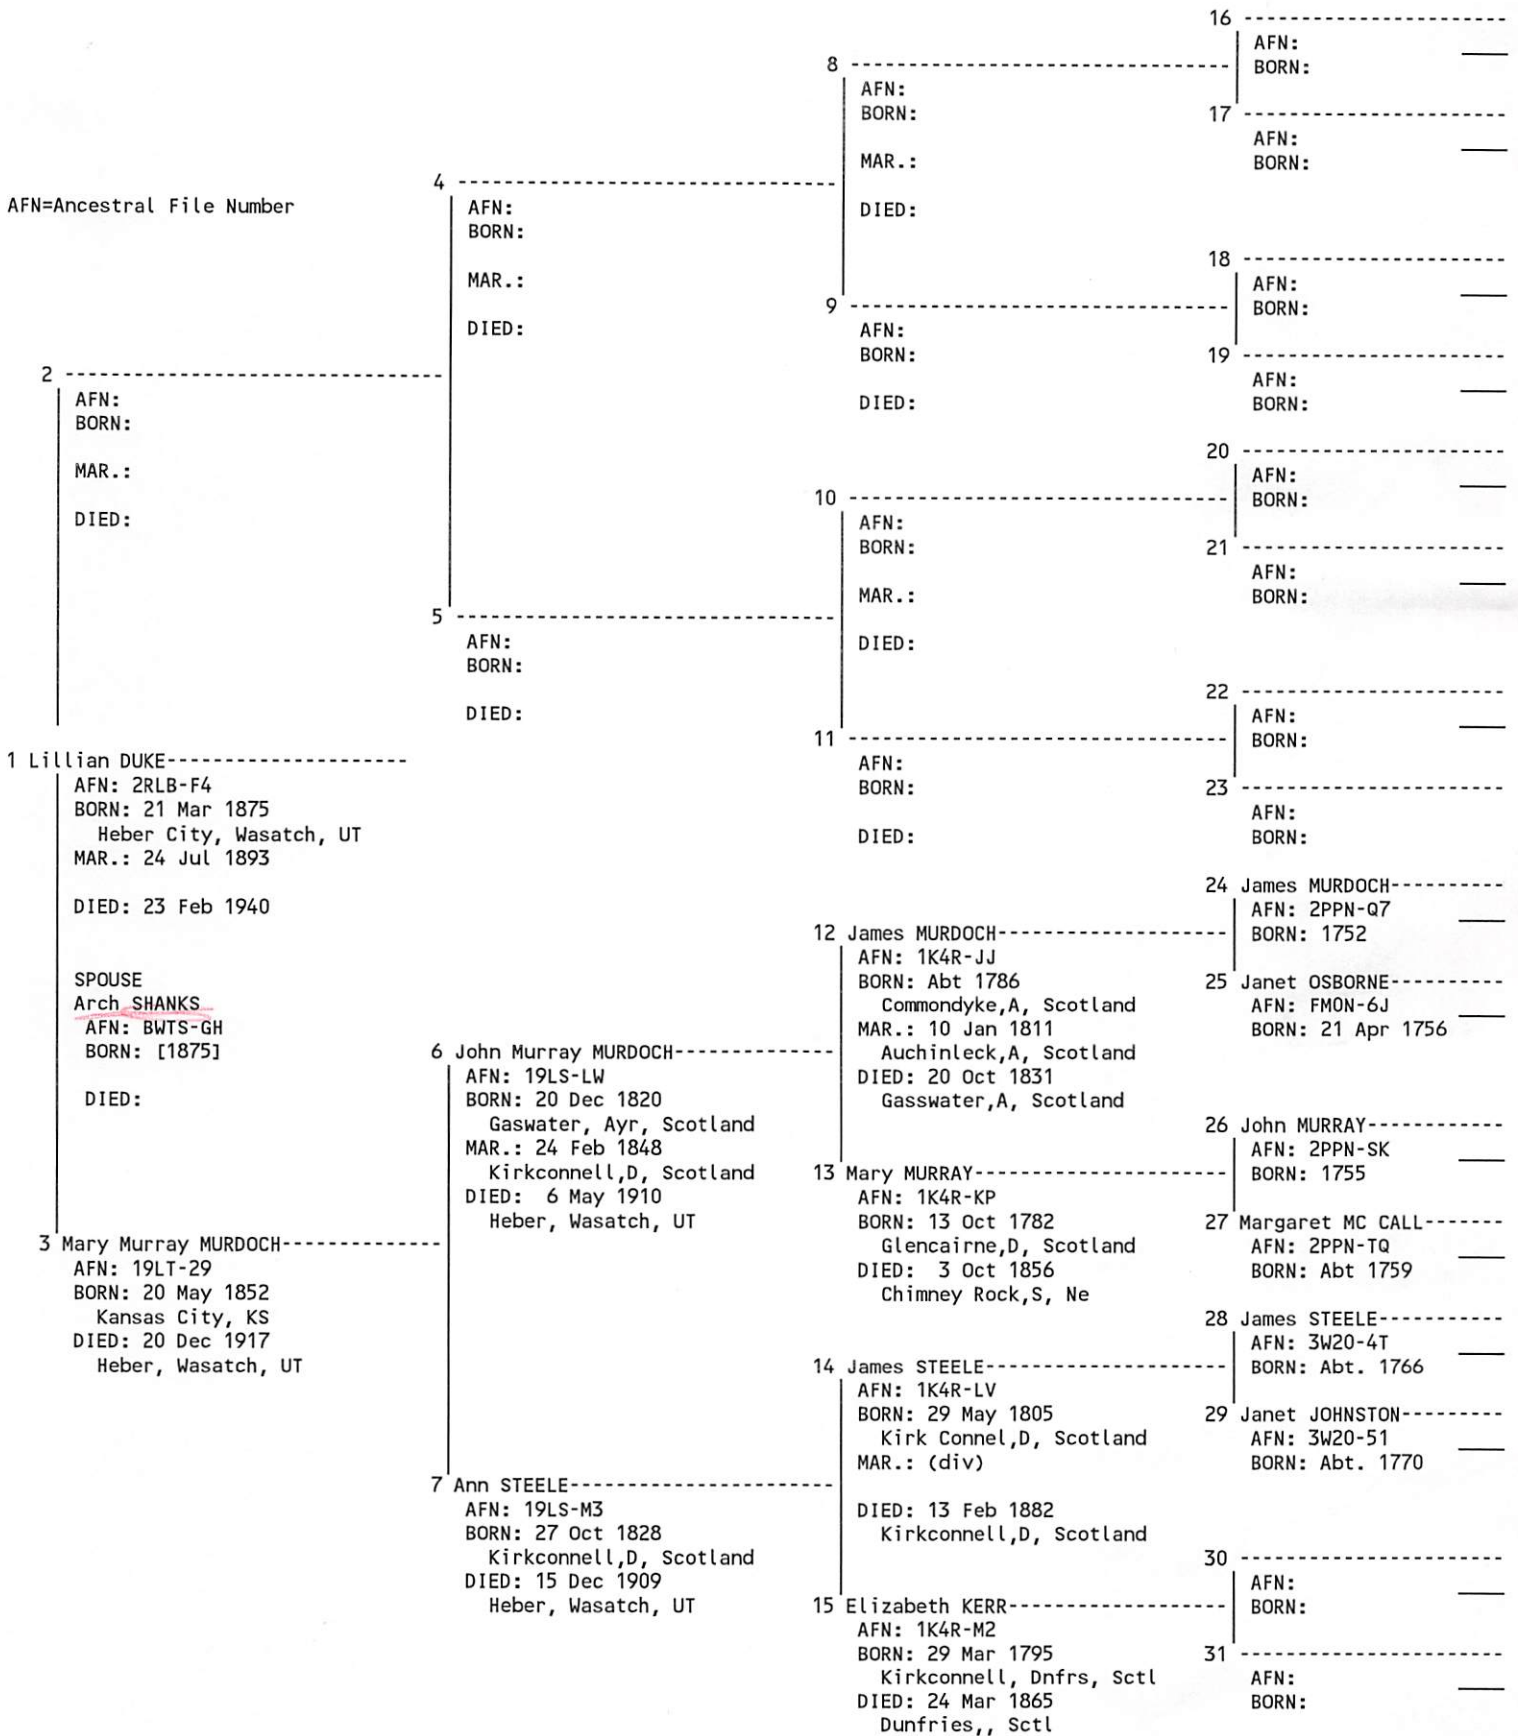 AFN=Ancestral File Number
1 Lillian DUKE--------------------
AFN: 2RLB-F4
BORN: 21 Mar 1875
Heber City, Wasatch, UT
MAR.: 24 Jul 1893
DIED: 23 Feb 1940
SPOUSE
Arch SHANKS
AFN: BWTS-GH
BORN: [1875]
DIED:
2 --------------------------------
AFN:
BORN:
MAR.:
DIED:
3 Mary Murray MURDOCH-------------
AFN: 19LT-29
BORN: 20 May 1852
Kansas City, KS
DIED: 20 Dec 1917
Heber, Wasatch, UT
4 --------------------------------
AFN:
BORN:
MAR.:
DIED:
5 --------------------------------
AFN:
BORN:
DIED:
6 John Murray MURDOCH-------------
AFN: 19LS-LW
BORN: 20 Dec 1820
Gaswater, Ayr, Scotland
MAR.: 24 Feb 1848
Kirkconnell,D, Scotland
DIED:  6 May 1910
Heber, Wasatch, UT
7 Ann STEELE----------------------
AFN: 19LS-M3
BORN: 27 Oct 1828
Kirkconnell,D, Scotland
DIED: 15 Dec 1909
Heber, Wasatch, UT
8 --------------------------------
AFN:
BORN:
MAR.:
DIED:
9 --------------------------------
AFN:
BORN:
DIED:
10 --------------------------------
AFN:
BORN:
MAR.:
DIED:
11 --------------------------------
AFN:
BORN:
DIED:
12 James MURDOCH-------------------
AFN: 1K4R-JJ
BORN: Abt 1786
Commondyke,A, Scotland
MAR.: 10 Jan 1811
Auchinleck,A, Scotland
DIED: 20 Oct 1831
Gasswater,A, Scotland
13 Mary MURRAY---------------------
AFN: 1K4R-KP
BORN: 13 Oct 1782
Glencairne,D, Scotland
DIED:  3 Oct 1856
Chimney Rock,S, Ne
14 James STEELE--------------------
AFN: 1K4R-LV
BORN: 29 May 1805
Kirk Connel,D, Scotland
MAR.: (div)
DIED: 13 Feb 1882
Kirkconnell,D, Scotland
15 Elizabeth KERR------------------
AFN: 1K4R-M2
BORN: 29 Mar 1795
Kirkconnell, Dnfrs, Sctl
DIED: 24 Mar 1865
Dunfries,, Sctl
16 ----------------------
AFN:
BORN:
17 ----------------------
AFN:
BORN:
18 ----------------------
AFN:
BORN:
19 ----------------------
AFN:
BORN:
20 ----------------------
AFN:
BORN:
21 ----------------------
AFN:
BORN:
22 ----------------------
AFN:
BORN:
23 ----------------------
AFN:
BORN:
24 James MURDOCH----------
AFN: 2PPN-Q7
BORN: 1752
25 Janet OSBORNE----------
AFN: FM0N-6J
BORN: 21 Apr 1756
26 John MURRAY------------
AFN: 2PPN-SK
BORN: 1755
27 Margaret MC CALL-------
AFN: 2PPN-TQ
BORN: Abt 1759
28 James STEELE-----------
AFN: 3W20-4T
BORN: Abt. 1766
29 Janet JOHNSTON---------
AFN: 3W20-51
BORN: Abt. 1770
30 ----------------------
AFN:
BORN:
31 ----------------------
AFN:
BORN: